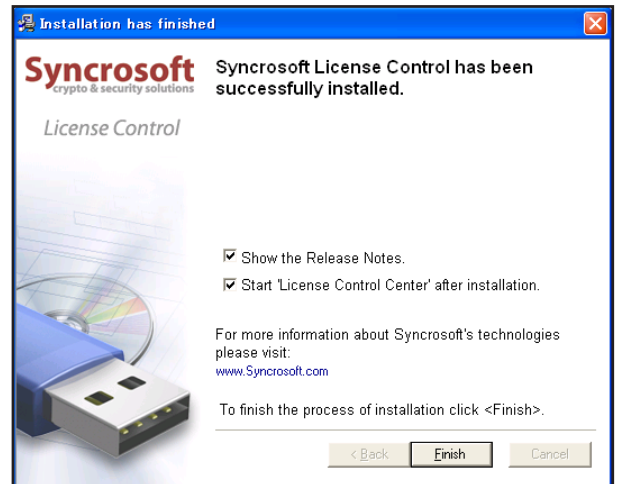 Installation has finished
Syncrosoft
crypto & security solutions
License Control
Syncrosoft License Control has been
successfully installed.
Show the Release Notes.
Start 'License Control Center' after installation.
For more information about Syncrosoft's technologies
please visit:
www.Syncrosoft.com
To finish the process of installation click <Finish>.
< Back
Finish
Cancel